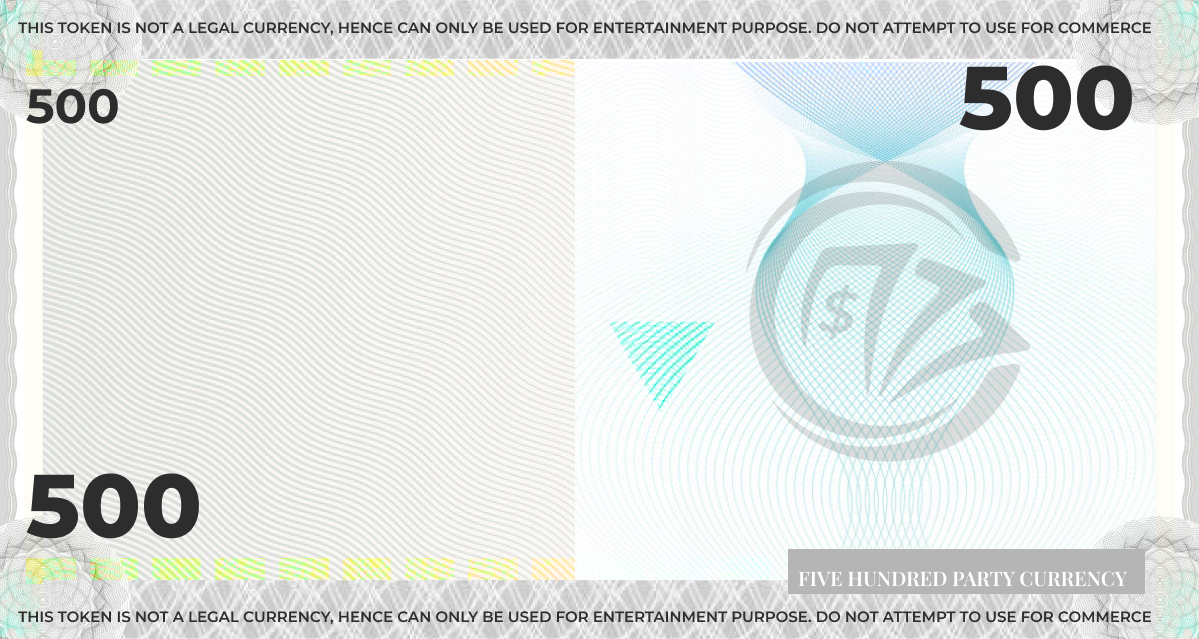 THIS TOKEN IS NOT A LEGAL CURRENCY, HENCE CAN ONLY BE USED FOR ENTERTAINMENT PURPOSE. DO NOT ATTEMPT TO USE FOR COMMERCE
500
500
$
500
FIVE HUNDRED PARTY CURRENCY
THIS TOKEN IS NOT A LEGAL CURRENCY, HENCE CAN ONLY BE USED FOR ENTERTAINMENT PURPOSE. DO NOT ATTEMPT TO USE FOR COMMERCE